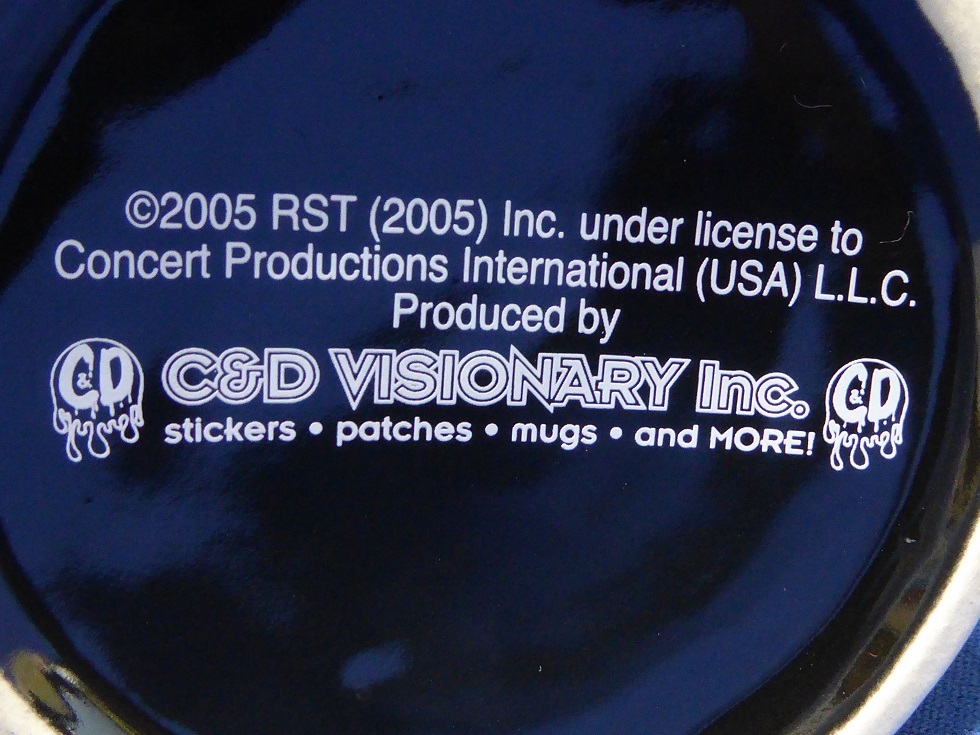 ©2005 RST (2005) Inc. under license to
Concert Productions International (USA) L.L.C.
Produced by
C&D C&D VISIONARY Inc. C&D
stickers • patches • mugs • and MORE!